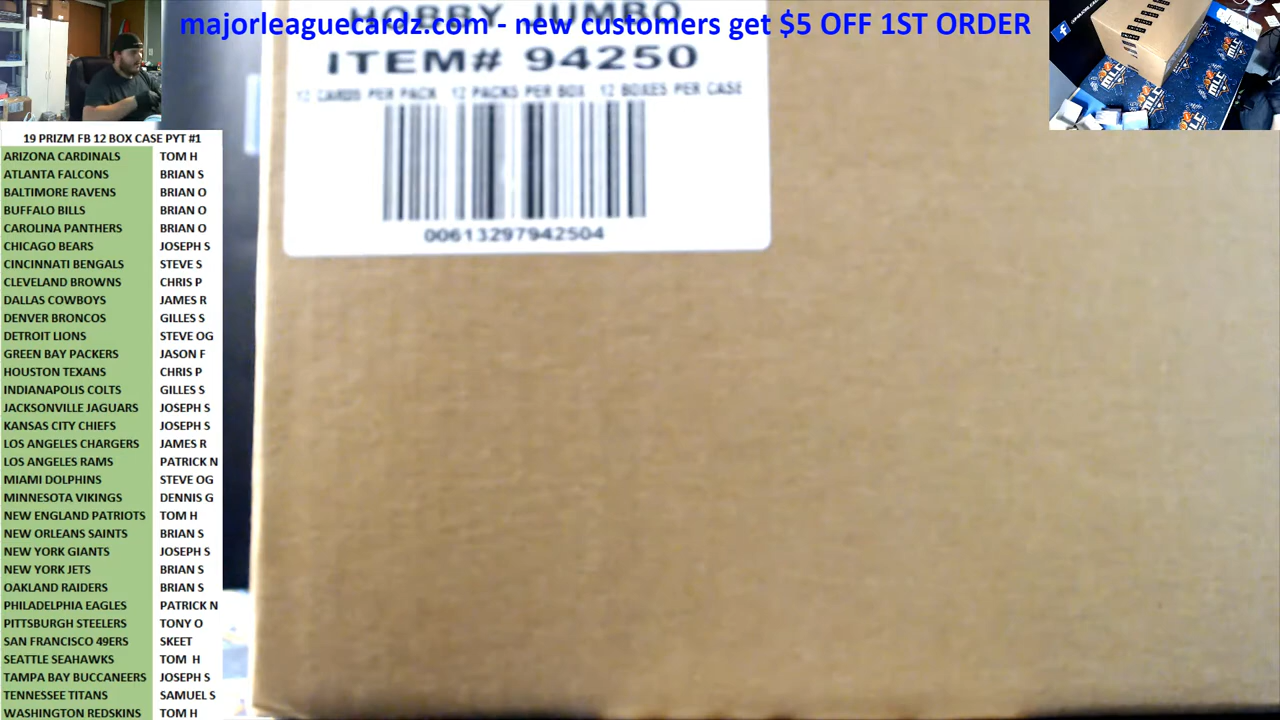 majorleaguecardz.com - new customers get $5 OFF 1ST ORDER
HOBBY JUMBO
ITEM# 94250
12 CARDS PER PACK 12 PACKS PER BOX 12 BOXES PER CASE
00613297942504
19 PRIZM FB 12 BOX CASE PYT #1
ARIZONA CARDINALS TOM H
ATLANTA FALCONS BRIAN S
BALTIMORE RAVENS BRIAN O
BUFFALO BILLS BRIAN O
CAROLINA PANTHERS BRIAN O
CHICAGO BEARS JOSEPH S
CINCINNATI BENGALS STEVE S
CLEVELAND BROWNS CHRIS P
DALLAS COWBOYS JAMES R
DENVER BRONCOS GILLES S
DETROIT LIONS STEVE OG
GREEN BAY PACKERS JASON F
HOUSTON TEXANS CHRIS P
INDIANAPOLIS COLTS GILLES S
JACKSONVILLE JAGUARS JOSEPH S
KANSAS CITY CHIEFS JOSEPH S
LOS ANGELES CHARGERS JAMES R
LOS ANGELES RAMS PATRICK N
MIAMI DOLPHINS STEVE OG
MINNESOTA VIKINGS DENNIS G
NEW ENGLAND PATRIOTS TOM H
NEW ORLEANS SAINTS BRIAN S
NEW YORK GIANTS JOSEPH S
NEW YORK JETS BRIAN S
OAKLAND RAIDERS BRIAN S
PHILADELPHIA EAGLES PATRICK N
PITTSBURGH STEELERS TONY O
SAN FRANCISCO 49ERS SKEET
SEATTLE SEAHAWKS TOM H
TAMPA BAY BUCCANEERS JOSEPH S
TENNESSEE TITANS SAMUEL S
WASHINGTON REDSKINS TOM H
MLC
MLC